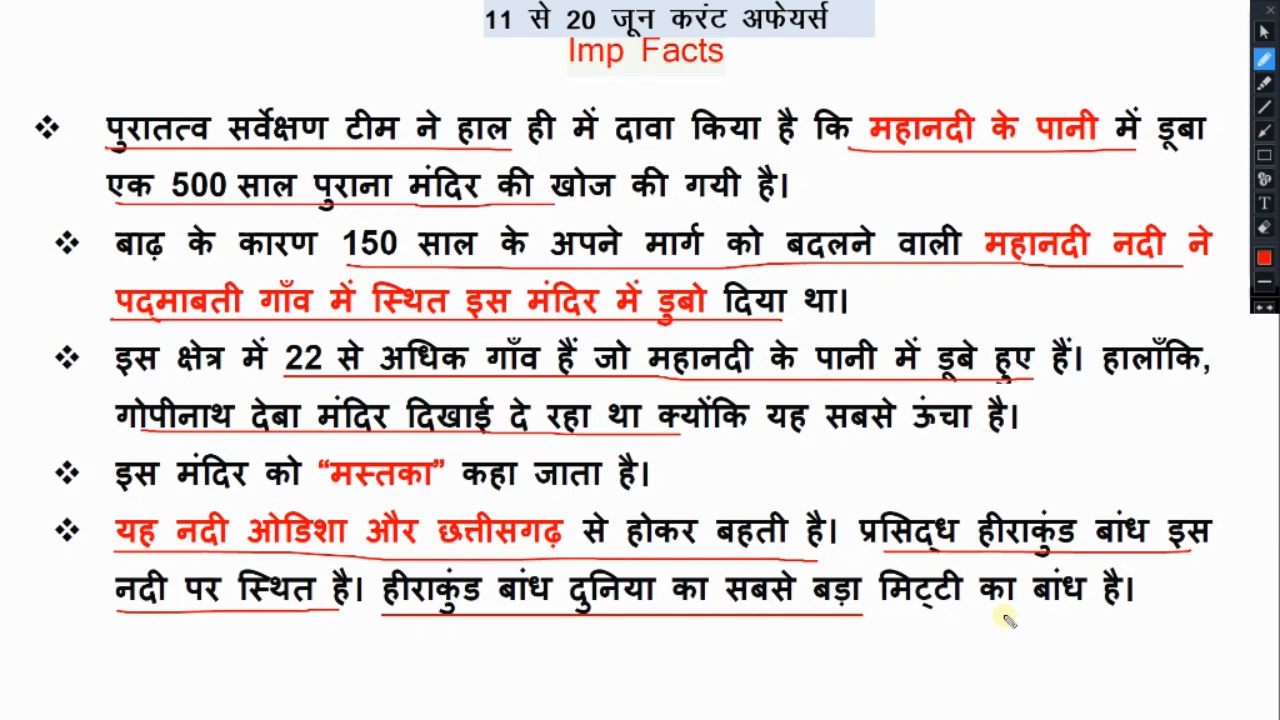 11 से 20 जून करंट अफेयर्स
Imp Facts
❖ पुरातत्व सर्वेक्षण टीम ने हाल ही में दावा किया है कि महानदी के पानी में डूबा
एक 500 साल पुराना मंदिर की खोज की गयी है।
❖ बाढ़ के कारण 150 साल के अपने मार्ग को बदलने वाली महानदी नदी ने
पद्माबती गाँव में स्थित इस मंदिर में डुबो दिया था।
❖ इस क्षेत्र में 22 से अधिक गाँव हैं जो महानदी के पानी में डूबे हुए हैं। हालाँकि,
गोपीनाथ देबा मंदिर दिखाई दे रहा था क्योंकि यह सबसे ऊंचा है।
❖ इस मंदिर को “मस्तका” कहा जाता है।
❖ यह नदी ओडिशा और छत्तीसगढ़ से होकर बहती है। प्रसिद्ध हीराकुंड बांध इस
नदी पर स्थित है। हीराकुंड बांध दुनिया का सबसे बड़ा मिट्टी का बांध है।
T